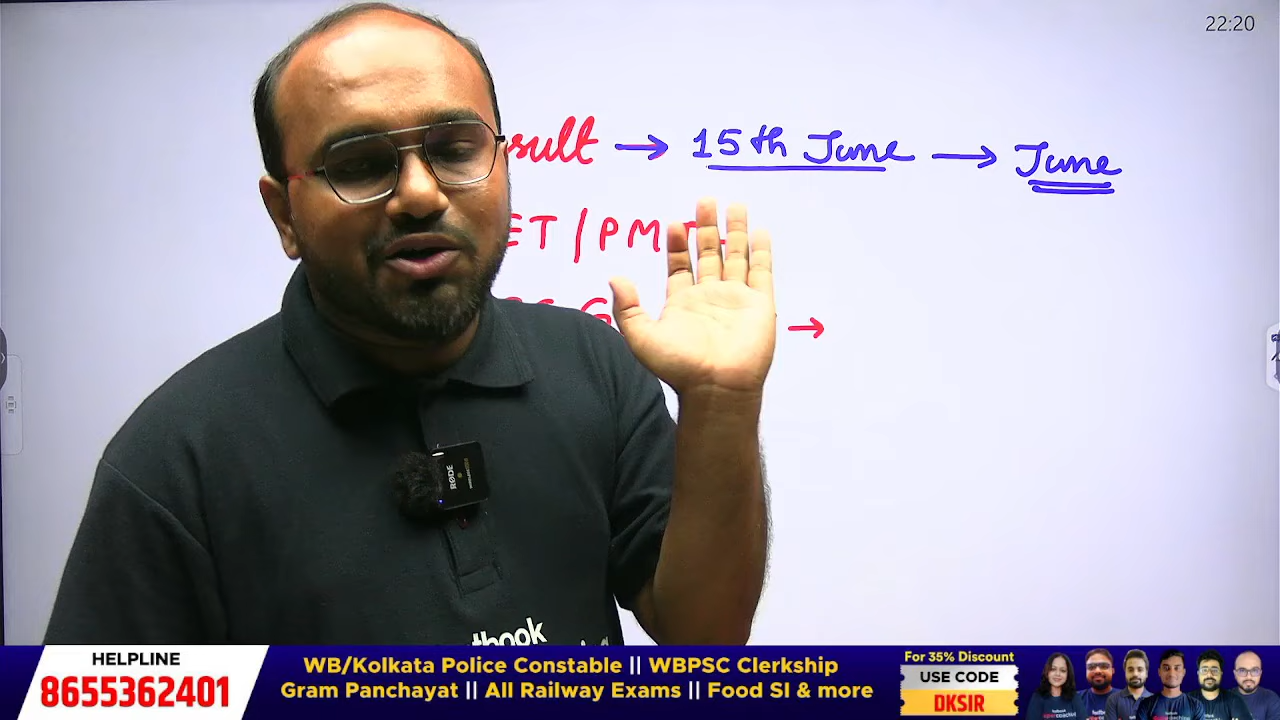 22:20
sult → 15th June → June
ET / PM
G →
RØDE
HELPLINE
8655362401
WB/Kolkata Police Constable || WBPSC Clerkship
Gram Panchayat || All Railway Exams || Food SI & more
For 35% Discount
USE CODE
DKSIR